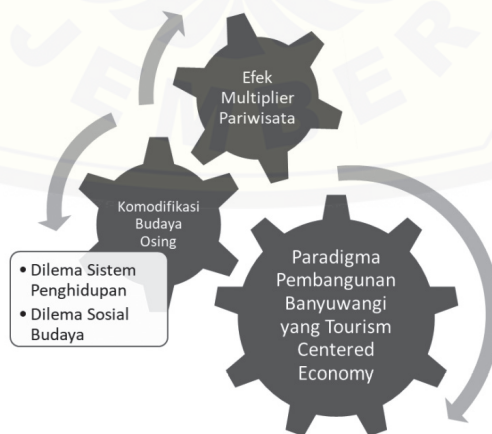 JEMBER
Efek
Multiplier
Pariwisata
Komodifikasi
Budaya
Osing
• Dilema Sistem
Penghidupan
• Dilema Sosial
Budaya
Paradigma
Pembangunan
Banyuwangi
yang Tourism
Centered
Economy